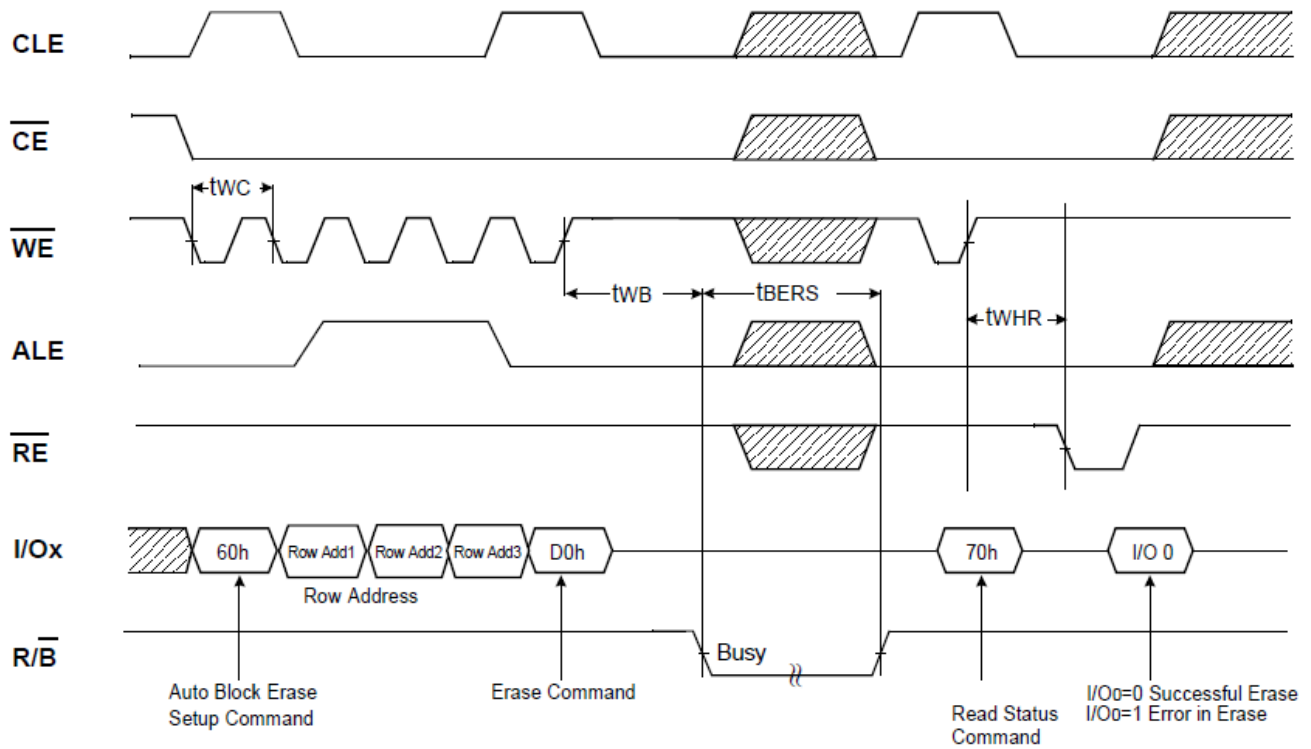 CLE
CE
tWC
WE
tWB
tBERS
tWHR
ALE
RE
I/Ox
60h
Row Add1
Row Add2
Row Add3
D0h
70h
I/O 0
Row Address
R/B
Busy
Auto Block Erase
Setup Command
Erase Command
Read Status
Command
I/O0=0 Successful Erase
I/O0=1 Error in Erase